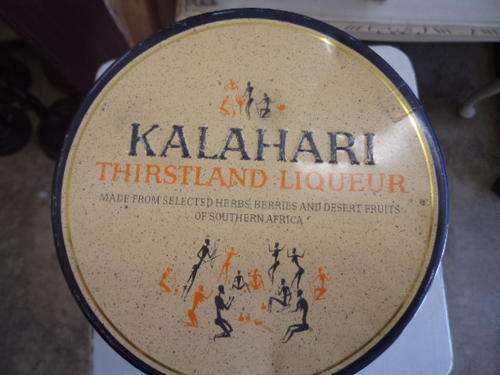 KALAHARI
THIRSTLAND LIQUEUR
MADE FROM SELECTED HERBS, BERRIES AND DESERT FRUITS
OF SOUTHERN AFRICA